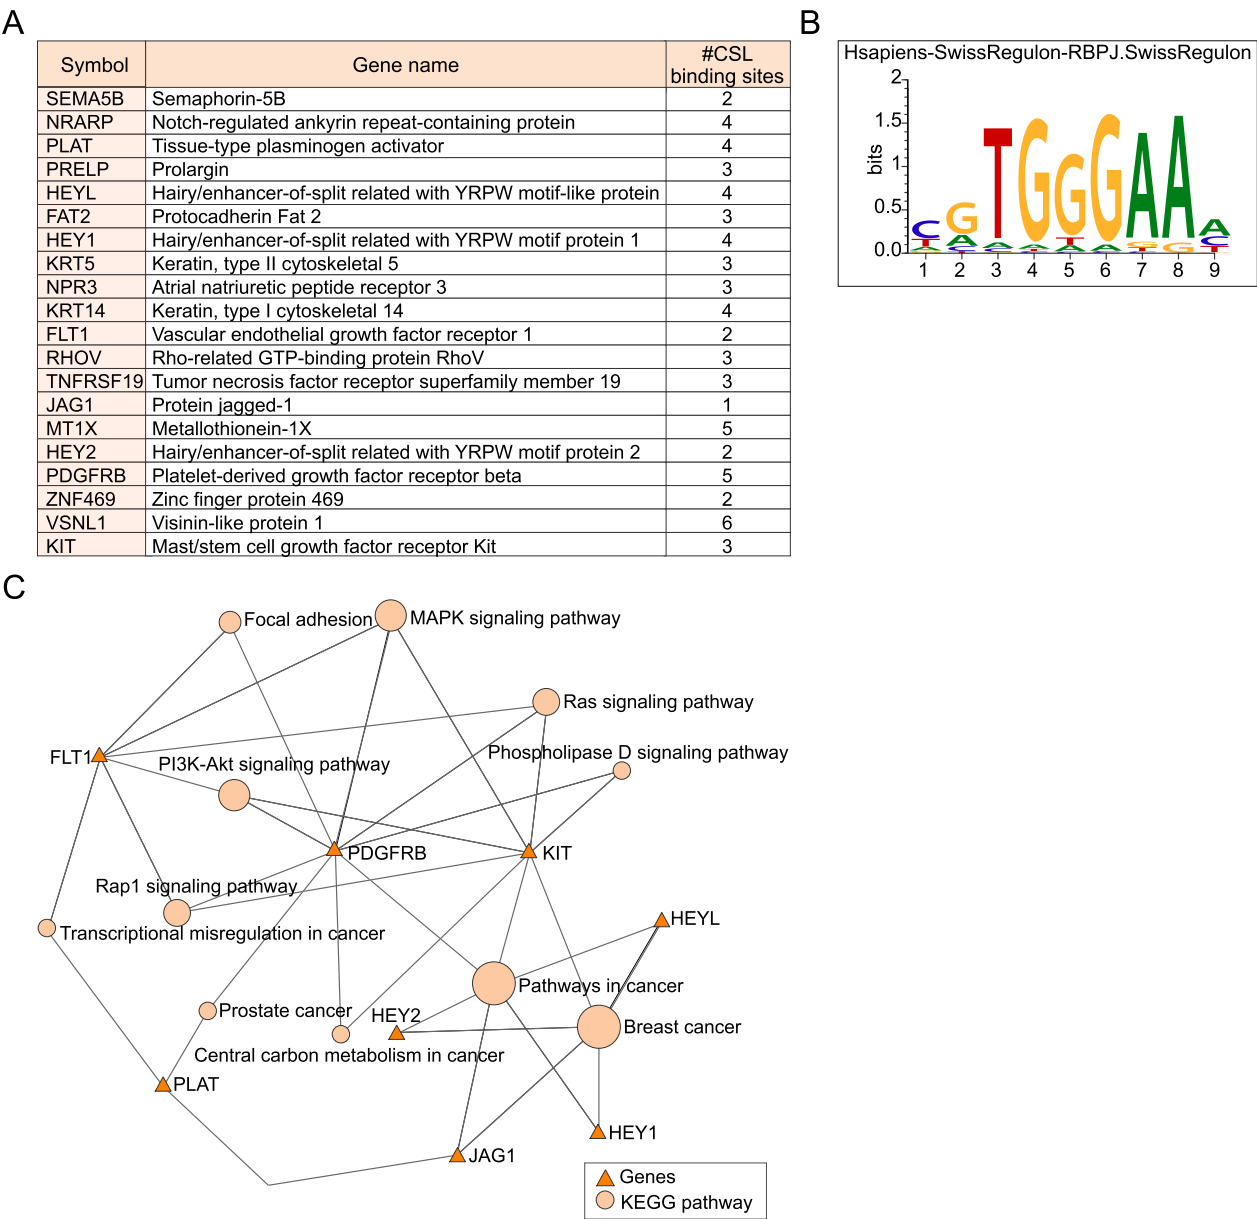 A
Symbol Gene name #CSL binding sites
SEMA5B Semaphorin-5B 2
NRARP Notch-regulated ankyrin repeat-containing protein 4
PLAT Tissue-type plasminogen activator 4
PRELP Prolargin 3
HEYL Hairy/enhancer-of-split related with YRPW motif-like protein 4
FAT2 Protocadherin Fat 2 3
HEY1 Hairy/enhancer-of-split related with YRPW motif protein 1 4
KRT5 Keratin, type II cytoskeletal 5 3
NPR3 Atrial natriuretic peptide receptor 3 3
KRT14 Keratin, type I cytoskeletal 14 4
FLT1 Vascular endothelial growth factor receptor 1 2
RHOV Rho-related GTP-binding protein RhoV 3
TNFRSF19 Tumor necrosis factor receptor superfamily member 19 3
JAG1 Protein jagged-1 1
MT1X Metallothionein-1X 5
HEY2 Hairy/enhancer-of-split related with YRPW motif protein 2 2
PDGFRB Platelet-derived growth factor receptor beta 5
ZNF469 Zinc finger protein 469 2
VSNL1 Visinin-like protein 1 6
KIT Mast/stem cell growth factor receptor Kit 3
B
Hsapiens-SwissRegulon-RBPJ.SwissRegulon
2
1.5
1
0.5
0.0
bits
C G T G G G A A A
1 2 3 4 5 6 7 8 9
C
Focal adhesion
MAPK signaling pathway
Ras signaling pathway
FLT1
PI3K-Akt signaling pathway
Phospholipase D signaling pathway
PDGFRB
KIT
Rap1 signaling pathway
HEYL
Transcriptional misregulation in cancer
Pathways in cancer
Prostate cancer
HEY2
Breast cancer
Central carbon metabolism in cancer
PLAT
HEY1
JAG1
Genes
KEGG pathway